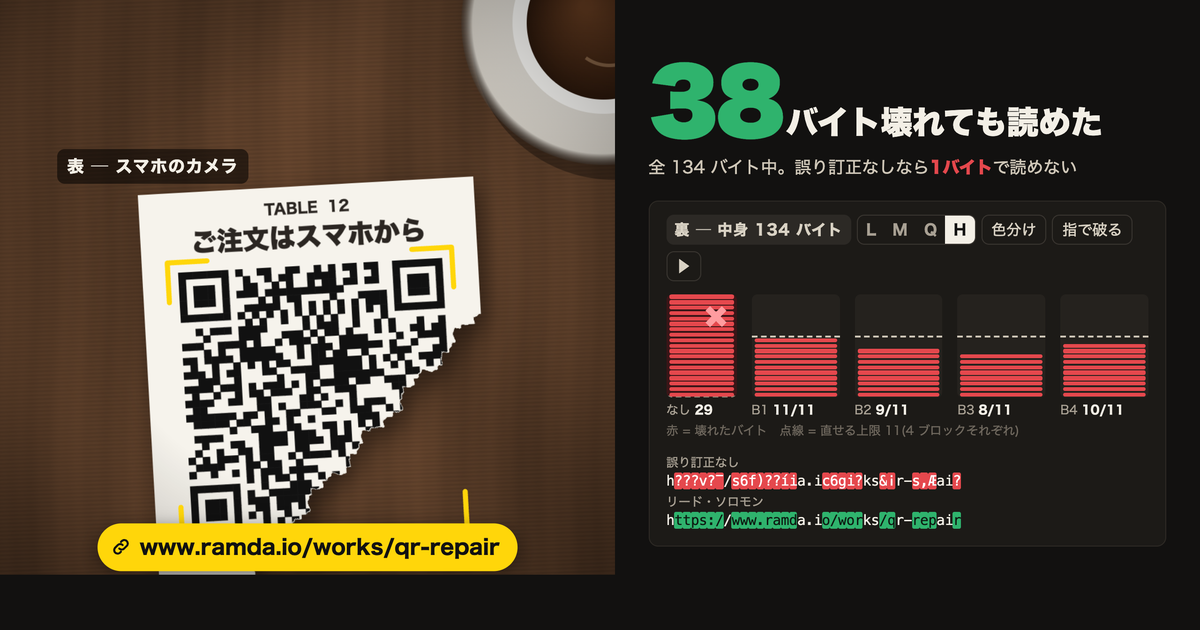 表 — スマホのカメラ
TABLE 12
ご注文はスマホから
www.ramda.io/works/qr-repair
38バイト壊れても読めた
全 134 バイト中。誤り訂正なしなら1バイトで読めない
裏 — 中身 134 バイト
L M Q H
色分け
指で破る
なし 29
B1 11/11
B2 9/11
B3 8/11
B4 10/11
赤 = 壊れたバイト 点線 = 直せる上限 11(4 ブロックそれぞれ)
誤り訂正なし
h???v?¯/s6f)??íia.ic6gi?ks&¡r–s,Æai?
リード・ソロモン
https://www.ramda.io/works/qr–repair